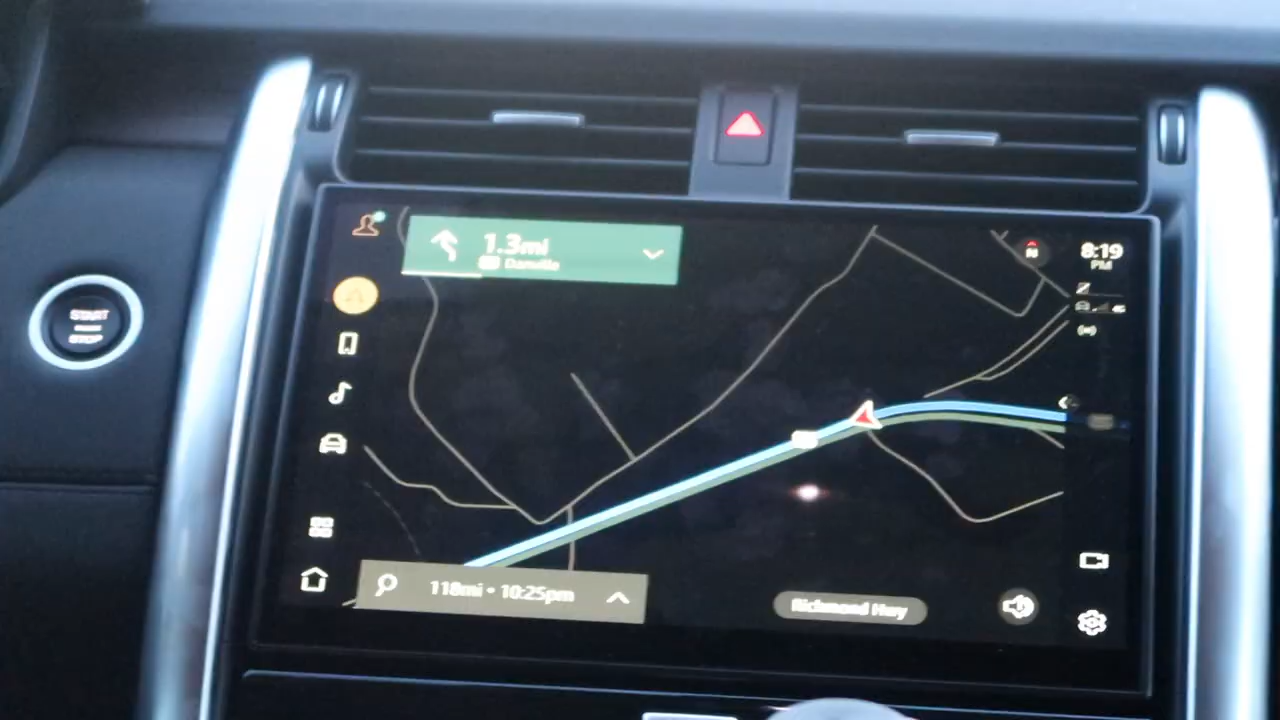 1.3mi
Danville
8:19
PM
START
STOP
N
118mi • 10:25pm
Richmond Hwy